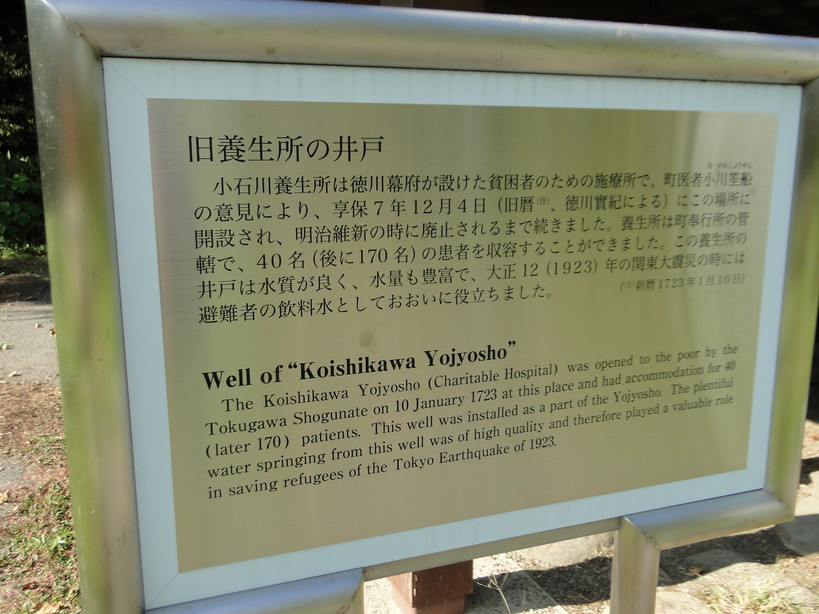 旧養生所の井戸
おがわしょうせん
小石川養生所は徳川幕府が設けた貧困者のための施療所で、町医者小川笙船
の意見により、享保7年12月4日（旧暦(注)、徳川實紀による）にこの場所に
開設され、明治維新の時に廃止されるまで続きました。養生所は町奉行所の管
轄で、40名（後に170名）の患者を収容することができました。この養生所の
井戸は水質が良く、水量も豊富で、大正12（1923）年の関東大震災の時には
避難者の飲料水としておおいに役立ちました。
(注)新暦1723年1月10日）
Well of “Koishikawa Yojyosho”
The Koishikawa Yojyosho (Charitable Hospital) was opened to the poor by the
Tokugawa Shogunate on 10 January 1723 at this place and had accommodation for 40
(later 170) patients. This well was installed as a part of the Yojyosho. The plentiful
water springing from this well was of high quality and therefore played a valuable role
in saving refugees of the Tokyo Earthquake of 1923.